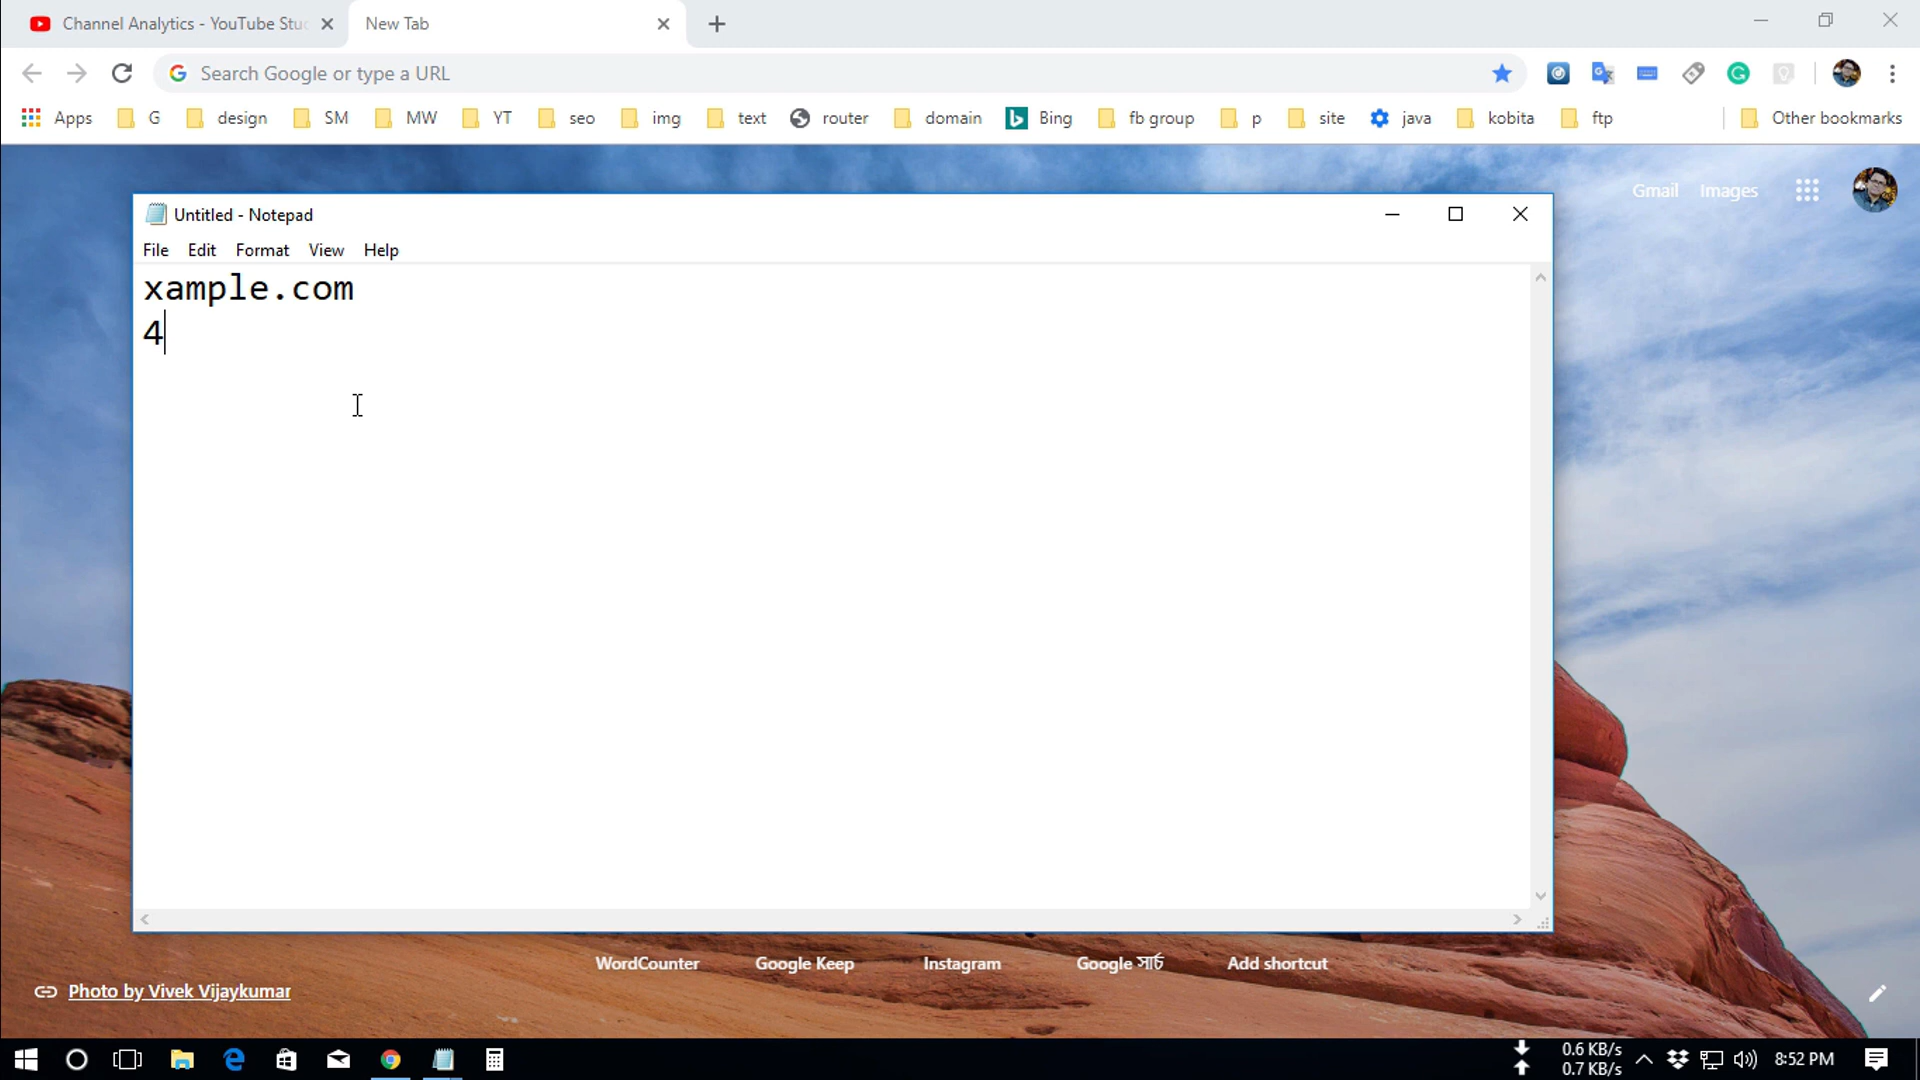 Channel Analytics - YouTube Stu
New Tab
Search Google or type a URL
Apps G design SM MW YT seo img text router domain Bing fb group p site java kobita ftp Other bookmarks
Gmail Images
Untitled - Notepad
File Edit Format View Help
xample.com
4
WordCounter Google Keep Instagram Google সার্চ Add shortcut
Photo by Vivek Vijaykumar
0.6 KB/s
0.7 KB/s
8:52 PM